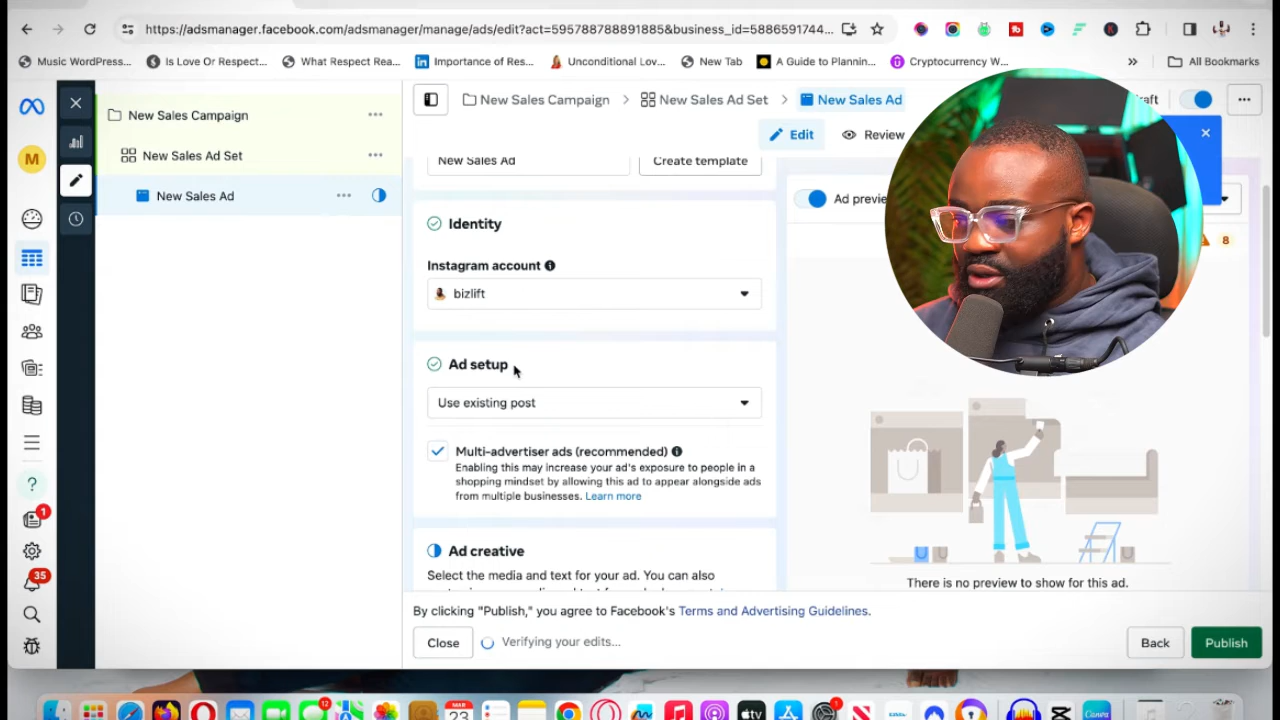 https://adsmanager.facebook.com/adsmanager/manage/ads/edit?act=595788788891885&business_id=5886591744...
Music WordPress...
Is Love Or Respect...
What Respect Rea...
Importance of Res...
Unconditional Lov...
New Tab
A Guide to Plannin...
Cryptocurrency W...
»
All Bookmarks
M
New Sales Campaign
New Sales Ad Set
New Sales Ad
New Sales Campaign > New Sales Ad Set > New Sales Ad
Edit
Review
New Sales Ad
Create template
Identity
Instagram account
bizlift
Ad setup
Use existing post
Multi-advertiser ads (recommended)
Enabling this may increase your ad's exposure to people in a
shopping mindset by allowing this ad to appear alongside ads
from multiple businesses. Learn more
Ad creative
Select the media and text for your ad. You can also
8
There is no preview to show for this ad.
By clicking "Publish," you agree to Facebook's Terms and Advertising Guidelines.
Close
Verifying your edits...
Back
Publish
1
35
12
23
tv
Canva